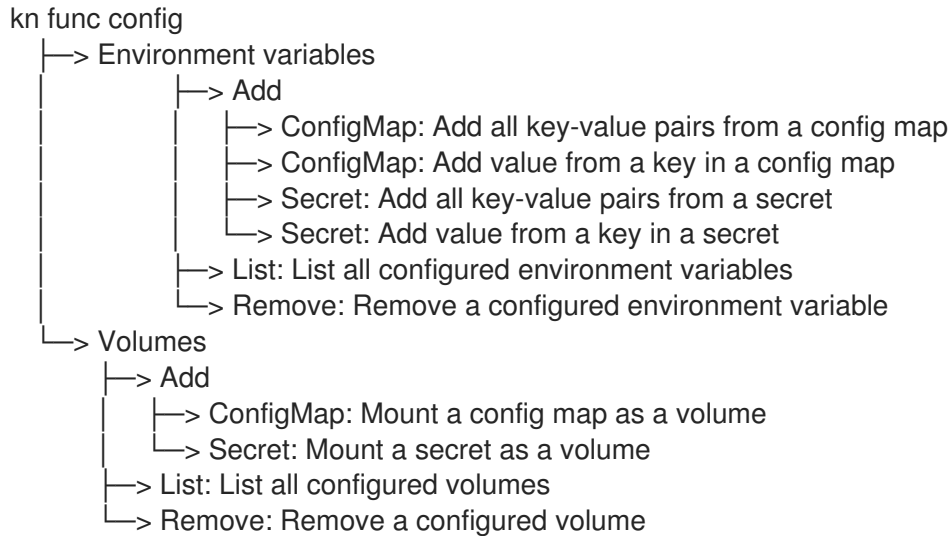 kn func config
├─> Environment variables
│ ├─> Add
│ │ ├─> ConfigMap: Add all key-value pairs from a config map
│ │ ├─> ConfigMap: Add value from a key in a config map
│ │ ├─> Secret: Add all key-value pairs from a secret
│ │ └─> Secret: Add value from a key in a secret
│ ├─> List: List all configured environment variables
│ └─> Remove: Remove a configured environment variable
└─> Volumes
├─> Add
│ ├─> ConfigMap: Mount a config map as a volume
│ └─> Secret: Mount a secret as a volume
├─> List: List all configured volumes
└─> Remove: Remove a configured volume